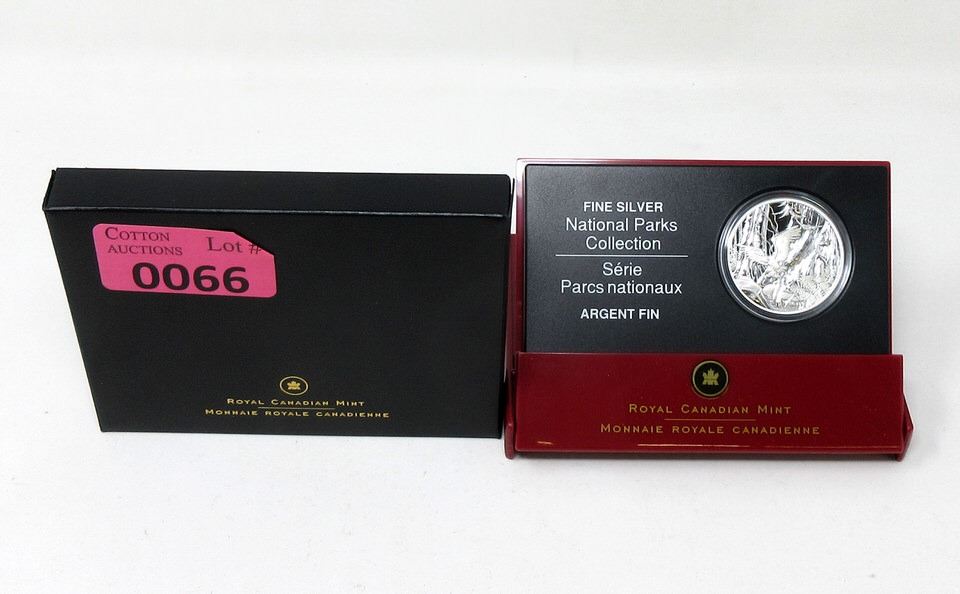 COTTON
AUCTIONS
Lot #
0066
ROYAL CANADIAN MINT
MONNAIE ROYALE CANADIENNE
FINE SILVER
National Parks
Collection
Série
Parcs nationaux
ARGENT FIN
ROYAL CANADIAN MINT
MONNAIE ROYALE CANADIENNE